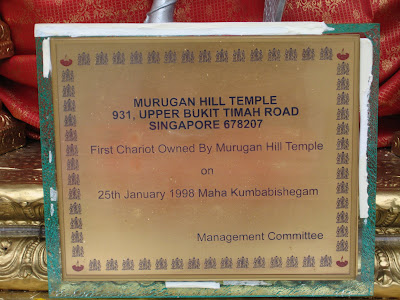 MURUGAN HILL TEMPLE
931, UPPER BUKIT TIMAH ROAD
SINGAPORE 678207
First Chariot Owned By Murugan Hill Temple
on
25th January 1998 Maha Kumbabishegam
Management Committee